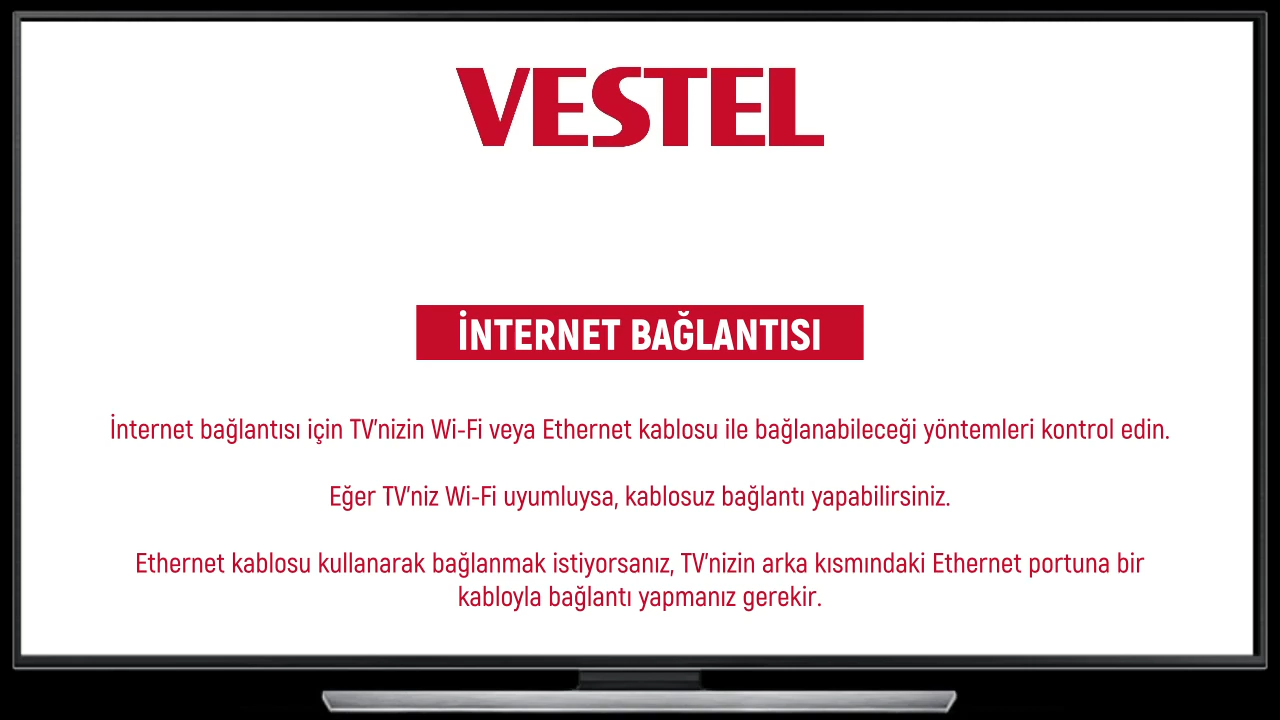 VESTEL
İNTERNET BAĞLANTISI
İnternet bağlantısı için TV'nizin Wi-Fi veya Ethernet kablosu ile bağlanabileceği yöntemleri kontrol edin.
Eğer TV'niz Wi-Fi uyumluysa, kablosuz bağlantı yapabilirsiniz.
Ethernet kablosu kullanarak bağlanmak istiyorsanız, TV'nizin arka kısmındaki Ethernet portuna bir
kabloyla bağlantı yapmanız gerekir.